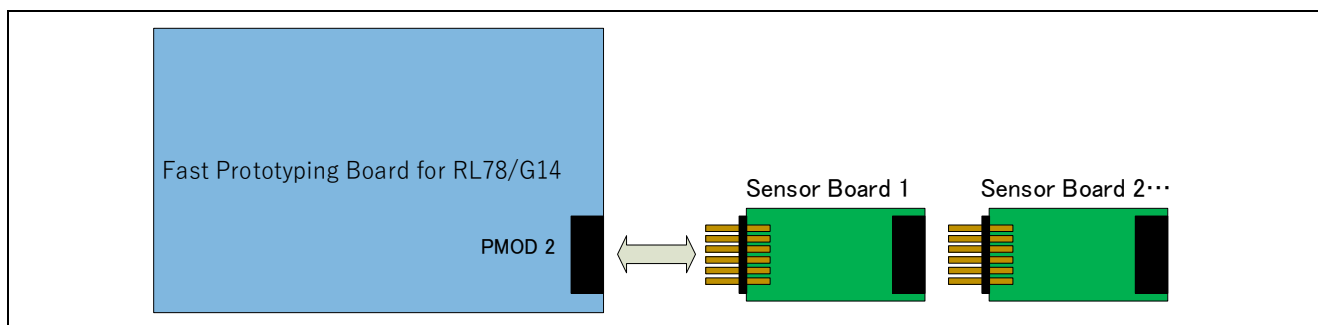 Fast Prototyping Board for RL78/G14
PMOD 2
Sensor Board 1
Sensor Board 2⋯